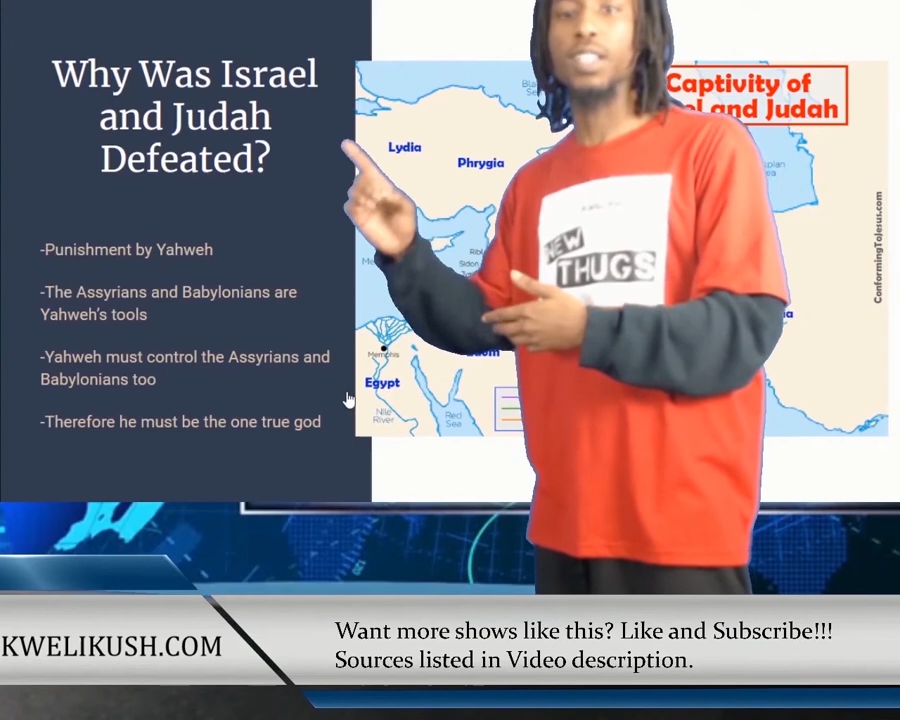 Why Was Israel
and Judah
Defeated?
-Punishment by Yahweh
-The Assyrians and Babylonians are
Yahweh's tools
-Yahweh must control the Assyrians and
Babylonians too
-Therefore he must be the one true god
Captivity of
and Judah
Lydia
Phrygia
Sidon
Memphis
Egypt
Nile
River
Red
Sea
ConformingToJesus.com
NEW
THUGS
KWELIKUSH.COM
Want more shows like this? Like and Subscribe!!!
Sources listed in Video description.